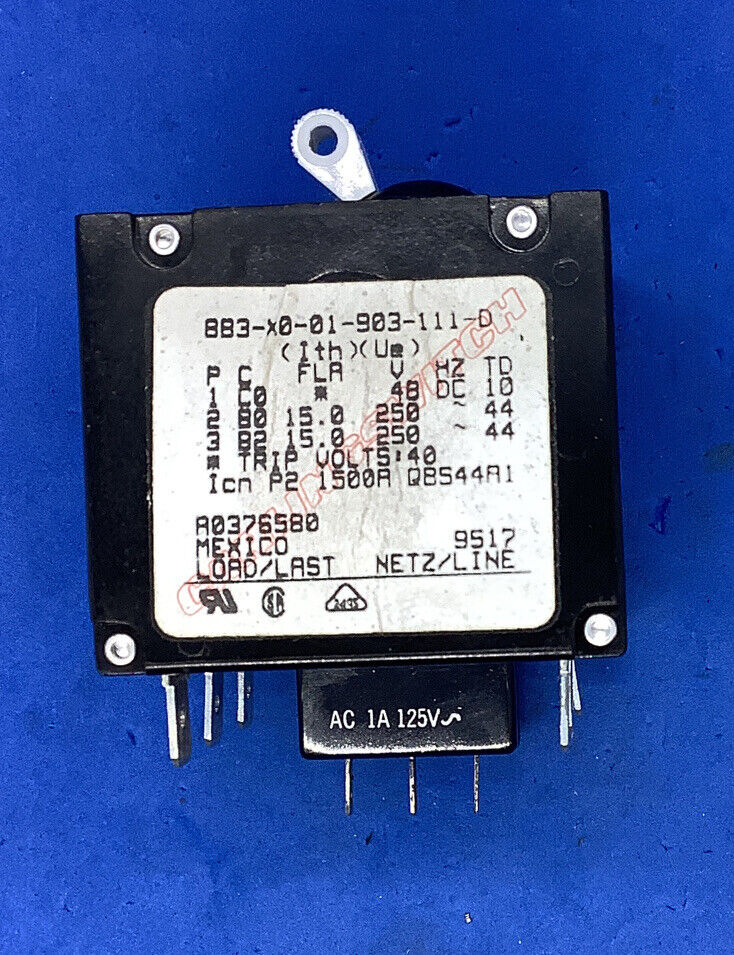 BB3-X0-01-903-111-D
(Ith)(Ue)
P C FLA V HZ TD
1 C0 * 48 DC 10
2 B0 15.0 250 ~ 44
3 B2 15.0 250 ~ 44
* TRIP VOLTS:40
Icn P2 1500A QB544A1
A0376580
MEXICO 9517
LOAD/LAST NETZ/LINE
AC 1A 125V~